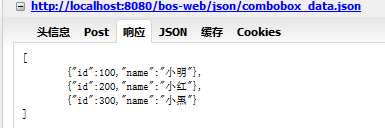 http://localhost:8080/bos-web/json/combobox_data.json
头信息 Post 响应 JSON 缓存 Cookies
[
{"id":100,"name":"小明"},
{"id":200,"name":"小红"},
{"id":300,"name":"小黑"}
]